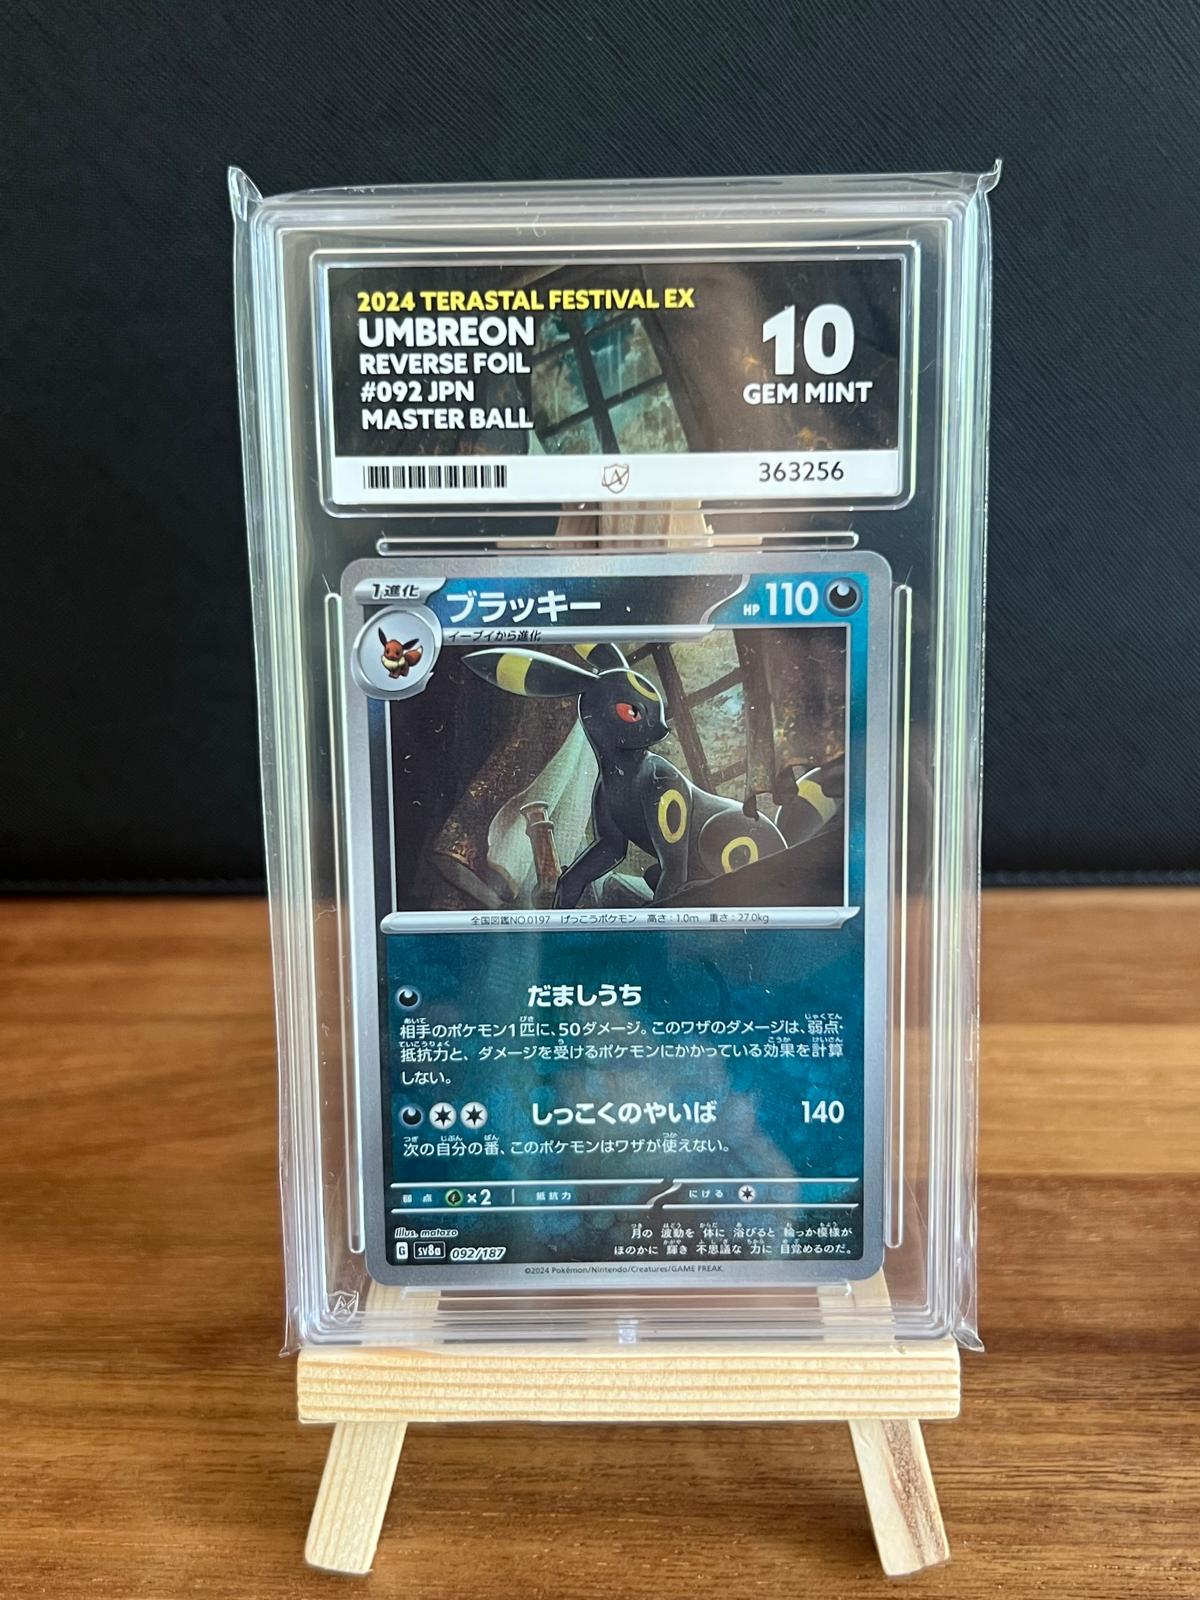 2024 TERASTAL FESTIVAL EX
UMBREON
REVERSE FOIL
#092 JPN
MASTER BALL
10
GEM MINT
363256
1進化
ブラッキー
HP 110
イーブイから進化
全国図鑑NO.0197 げっこうポケモン 高さ:1.0m 重さ:27.0kg
だましうち
相手のポケモン1匹に、50ダメージ。このワザのダメージは、弱点・
抵抗力と、ダメージを受けるポケモンにかかっている効果を計算
しない。
しっこくのやいば 140
次の自分の番、このポケモンはワザが使えない。
弱点 ×2 抵抗力 にげる
Illus. matazo
月の波動を体に浴びると輪っか模様が
ほのかに輝き不思議な力に目覚めるのだ。
G sv8a 092/187
©2024 Pokémon/Nintendo/Creatures/GAME FREAK.